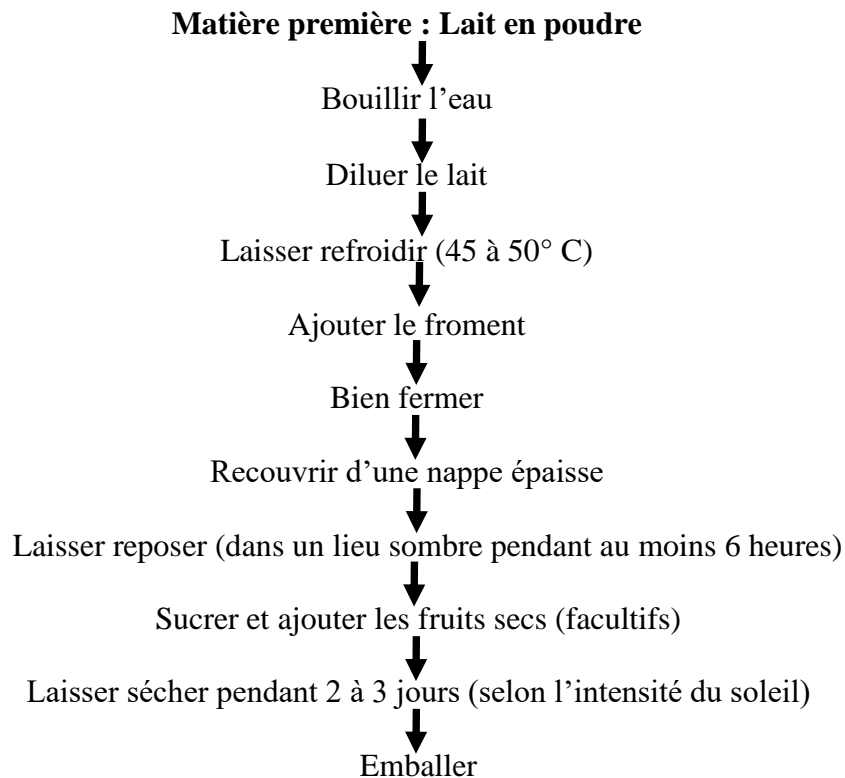 Matière première : Lait en poudre
Bouillir l’eau
Diluer le lait
Laisser refroidir (45 à 50° C)
Ajouter le froment
Bien fermer
Recouvrir d’une nappe épaisse
Laisser reposer (dans un lieu sombre pendant au moins 6 heures)
Sucrer et ajouter les fruits secs (facultifs)
Laisser sécher pendant 2 à 3 jours (selon l’intensité du soleil)
Emballer